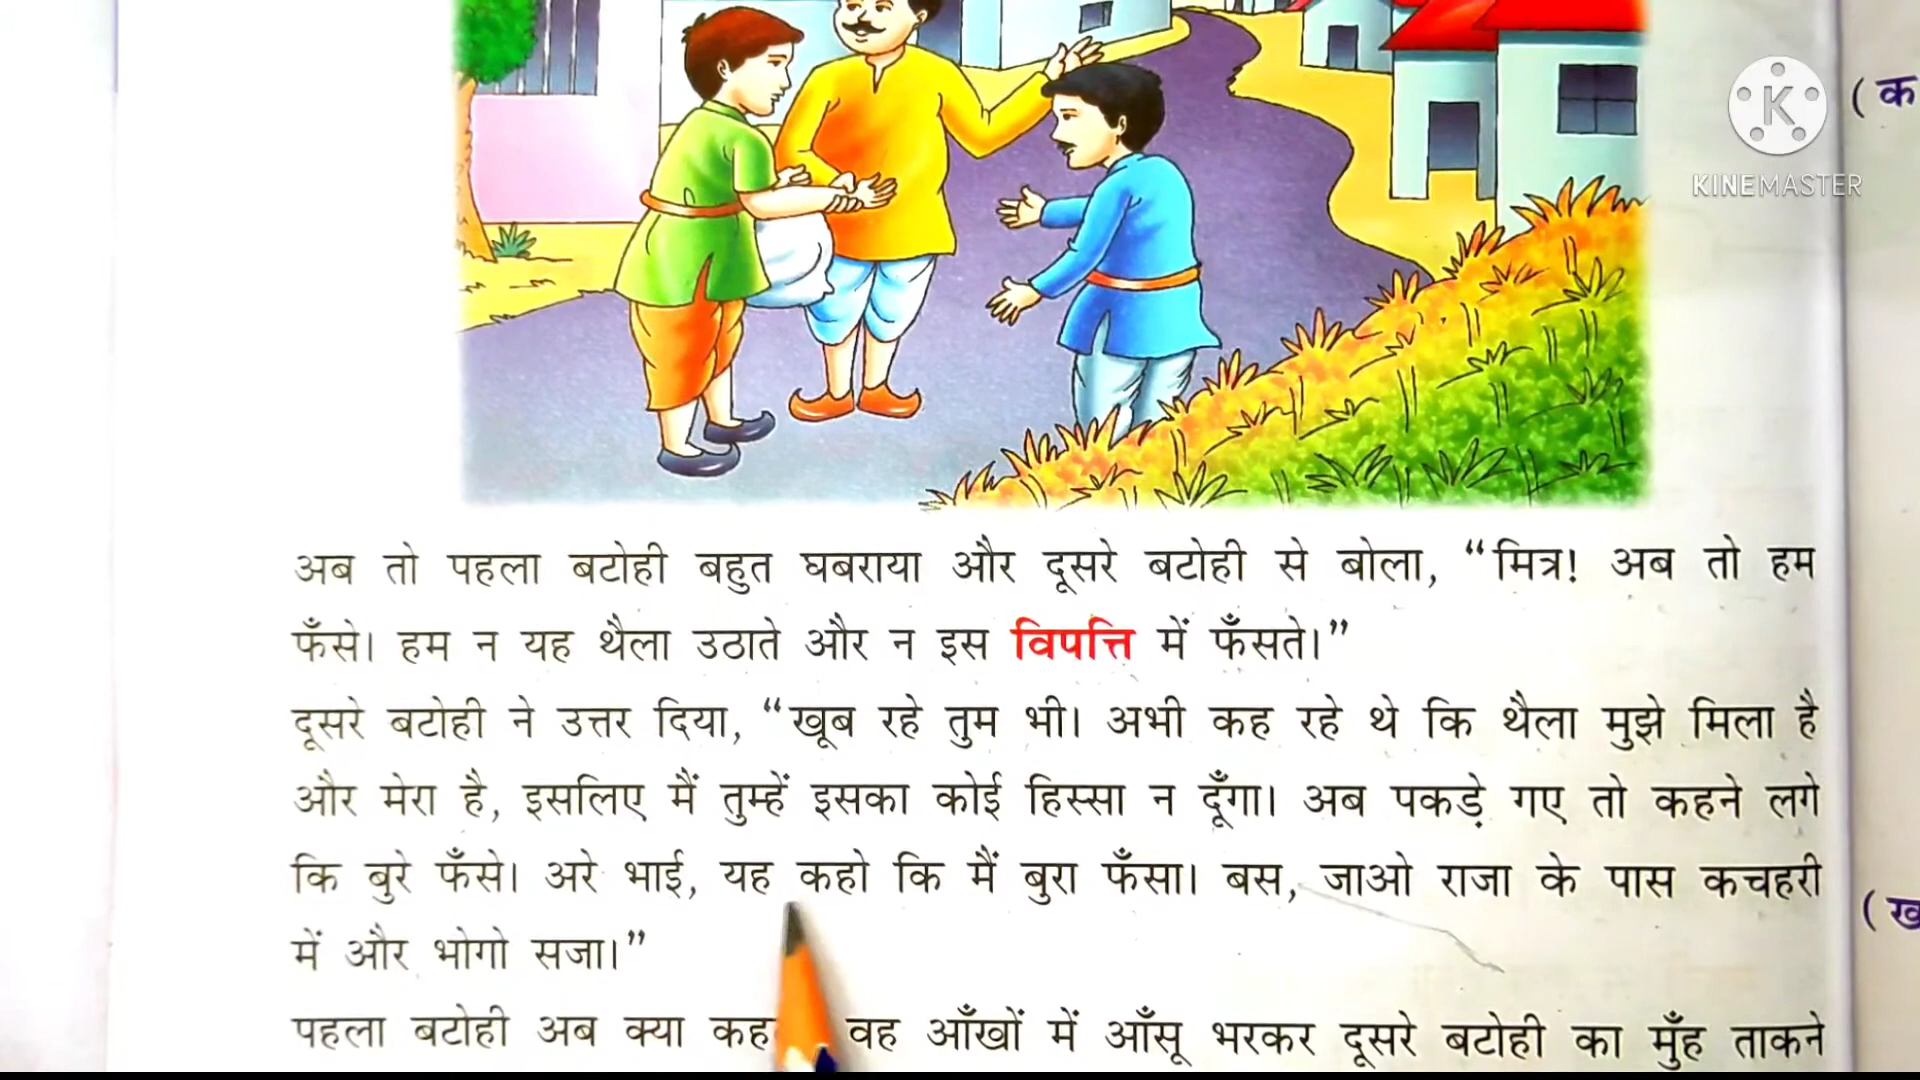 (क
K
KINEMASTER
अब तो पहला बटोही बहुत घबराया और दूसरे बटोही से बोला, “मित्र! अब तो हम
फँसे। हम न यह थैला उठाते और न इस विपत्ति में फँसते।”
दूसरे बटोही ने उत्तर दिया, “खूब रहे तुम भी। अभी कह रहे थे कि थैला मुझे मिला है
और मेरा है, इसलिए मैं तुम्हें इसका कोई हिस्सा न दूँगा। अब पकड़े गए तो कहने लगे
कि बुरे फँसे। अरे भाई, यह कहो कि मैं बुरा फँसा। बस, जाओ राजा के पास कचहरी
में और भोगो सजा।”
(ख
पहला बटोही अब क्या कह वह आँखों में आँसू भरकर दूसरे बटोही का मुँह ताकने